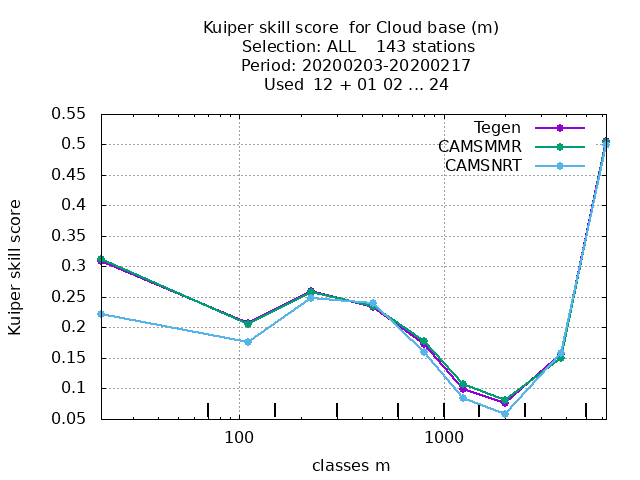 Kuiper skill score  for Cloud base (m)
Selection: ALL    143 stations
Period: 20200203-20200217
Used  12 + 01 02 ... 24
0.55
0.5
0.45
0.4
0.35
0.3
0.25
0.2
0.15
0.1
0.05
Kuiper skill score
Tegen
CAMSMMR
CAMSNRT
100
1000
classes m